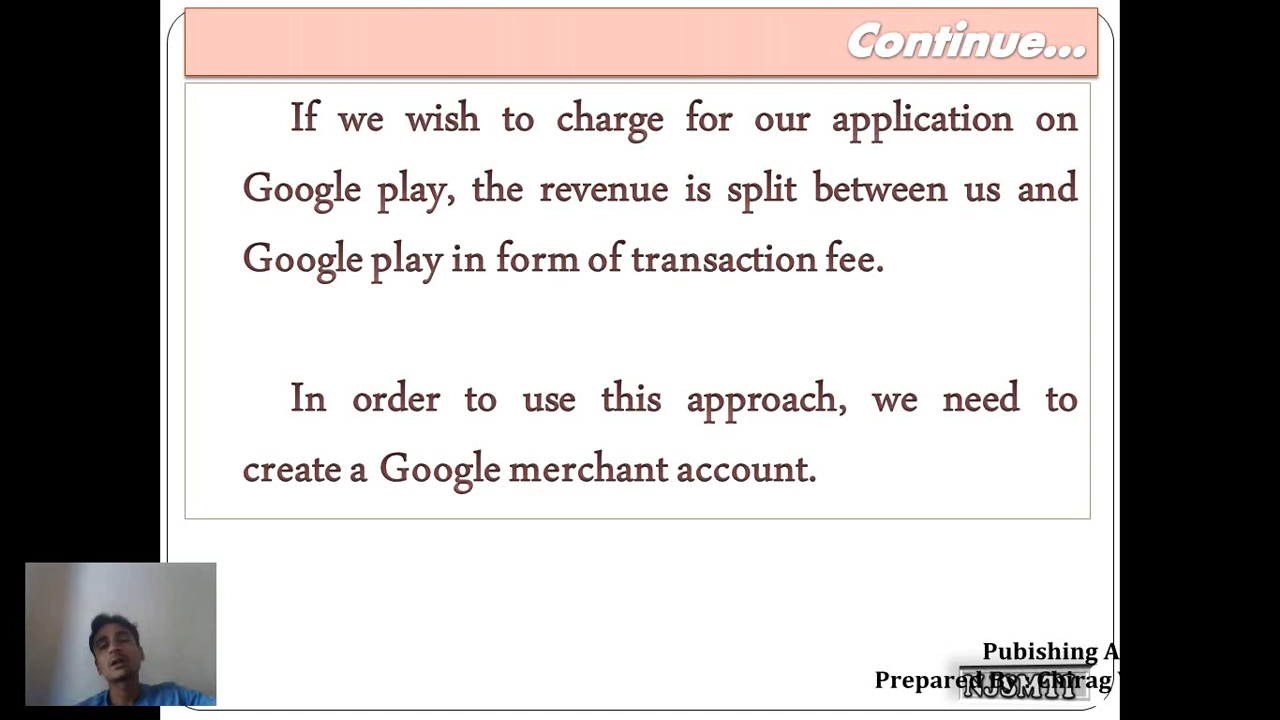 Continue...
If we wish to charge for our application on
Google play, the revenue is split between us and
Google play in form of transaction fee.
In order to use this approach, we need to
create a Google merchant account.
Pubishing A
Prepared By Chirag
NJSMTI